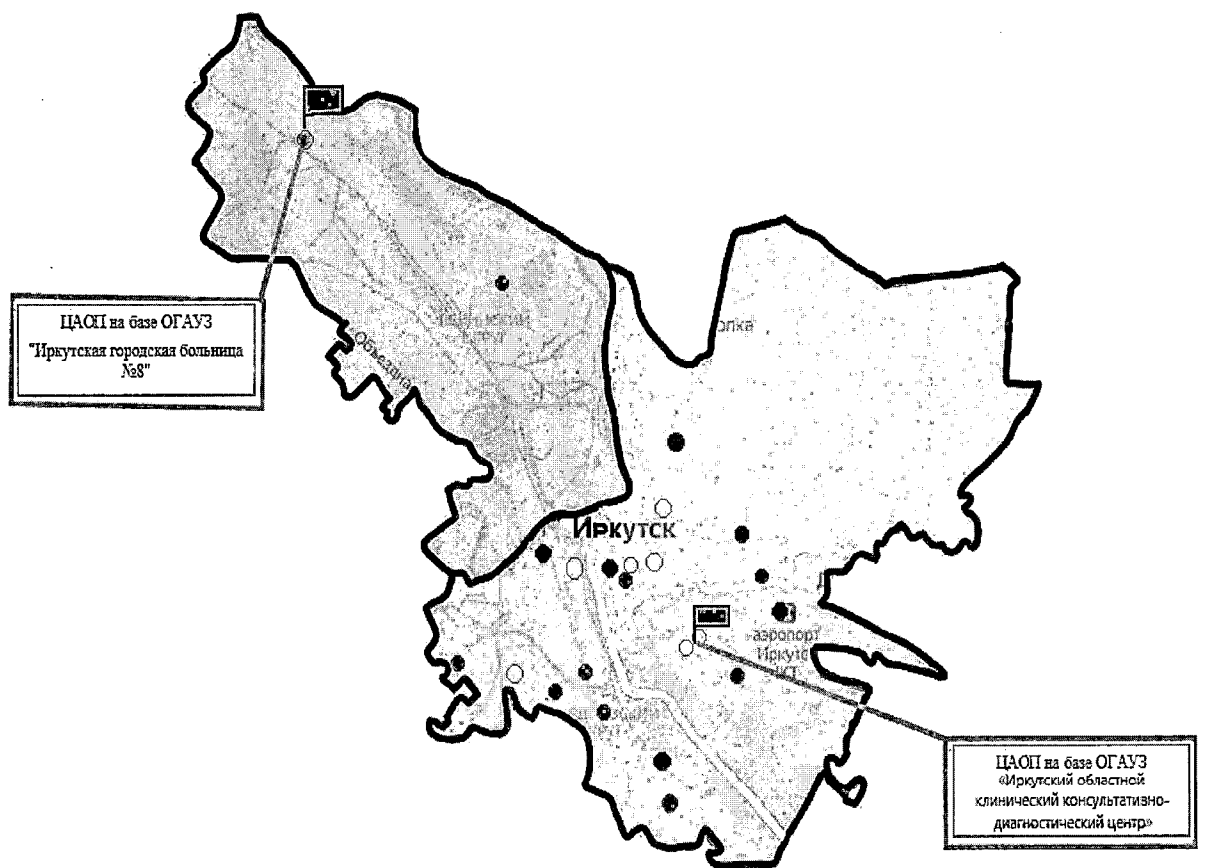 ЦАОП на базе ОГАУЗ
"Иркутская городская больница
№8"
Объездная
Иркутск
аэропорт
ЦАОП на базе ОГАУЗ
«Иркутский областной
клинический консультативно-
диагностический центр»